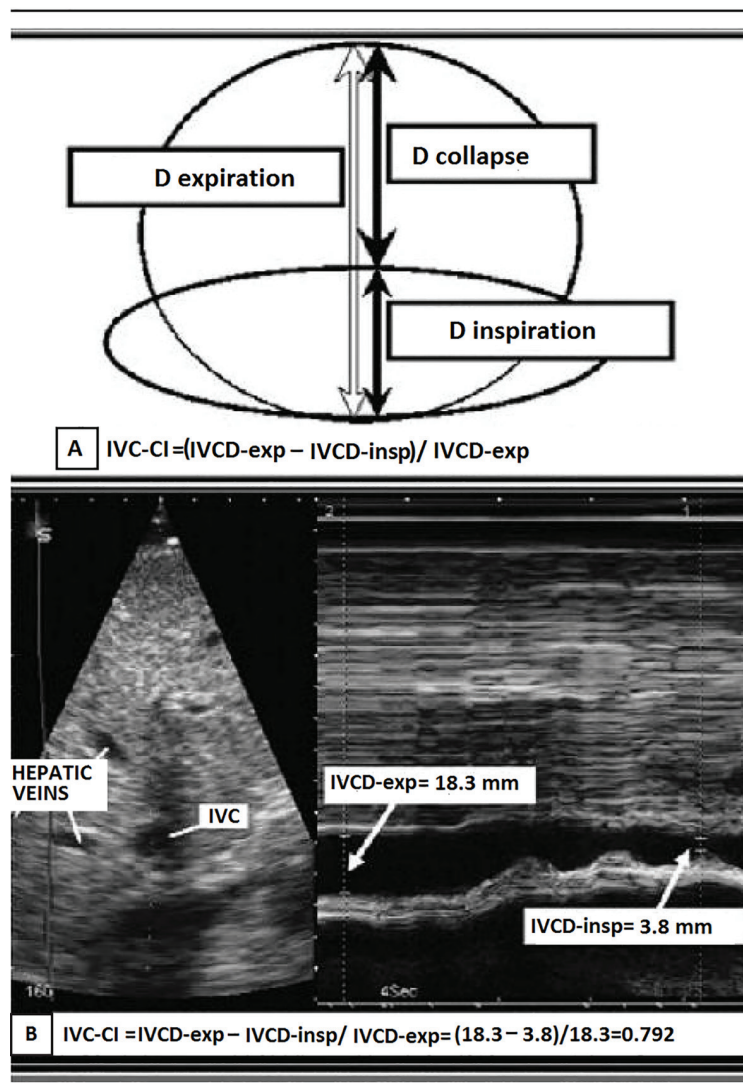 D collapse
D expiration
D inspiration
A IVC-CI=(IVCD-exp – IVCD-insp)/ IVCD-exp
S
2
1
HEPATIC
VEINS
IVC
IVCD-exp= 18.3 mm
IVCD-insp= 3.8 mm
160
4Sec
B IVC-CI =IVCD-exp – IVCD-insp/ IVCD-exp= (18.3 – 3.8)/18.3=0.792